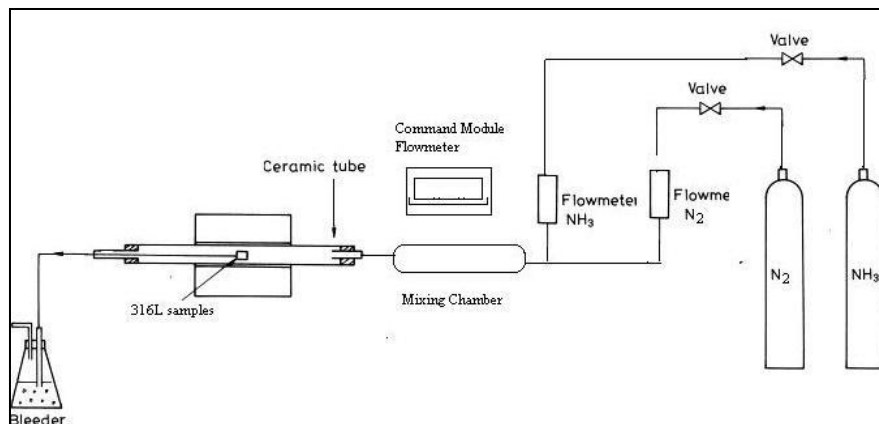 Valve
Valve
Command Module
Flowmeter
Ceramic tube
Flowmeter
NH3
Flowme
N2
N2
NH3
316L samples
Mixing Chamber
Bleeder